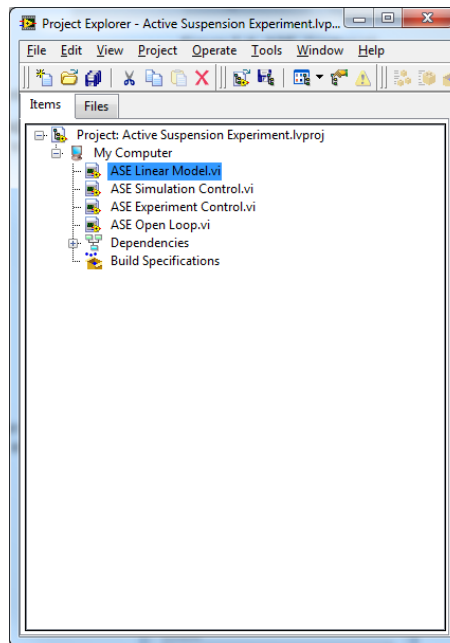 Project Explorer - Active Suspension Experiment.lvp...
File Edit View Project Operate Tools Window Help
Items Files
Project: Active Suspension Experiment.lvproj
My Computer
ASE Linear Model.vi
ASE Simulation Control.vi
ASE Experiment Control.vi
ASE Open Loop.vi
Dependencies
Build Specifications